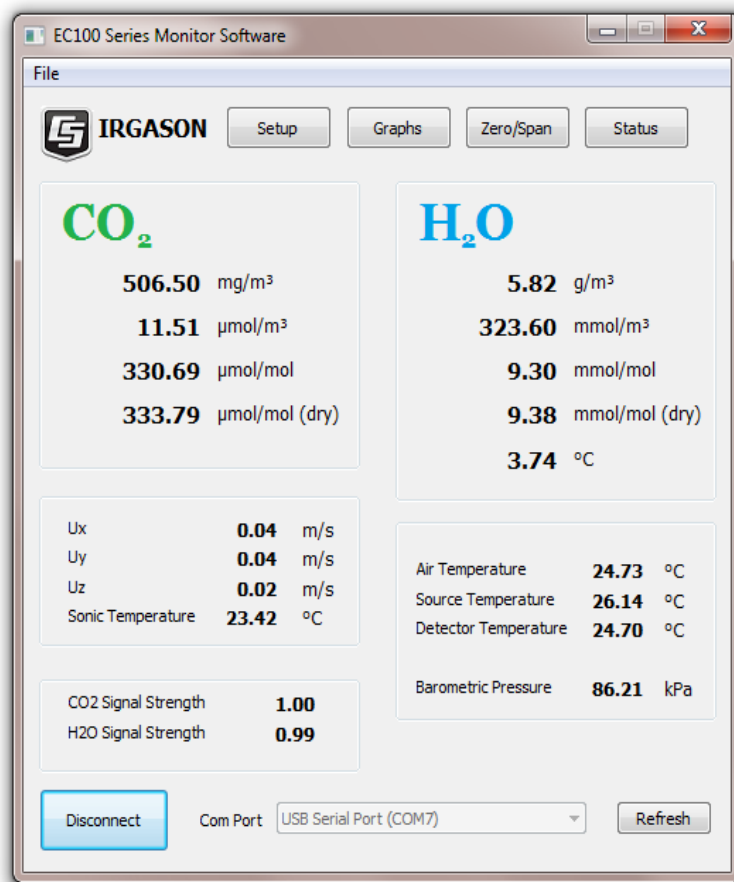 EC100 Series Monitor Software
File
IRGASON Setup Graphs Zero/Span Status
CO₂
506.50 mg/m³
11.51 µmol/m³
330.69 µmol/mol
333.79 µmol/mol (dry)
H₂O
5.82 g/m³
323.60 mmol/m³
9.30 mmol/mol
9.38 mmol/mol (dry)
3.74 °C
Ux 0.04 m/s
Uy 0.04 m/s
Uz 0.02 m/s
Sonic Temperature 23.42 °C
Air Temperature 24.73 °C
Source Temperature 26.14 °C
Detector Temperature 24.70 °C
Barometric Pressure 86.21 kPa
CO2 Signal Strength 1.00
H2O Signal Strength 0.99
Disconnect Com Port USB Serial Port (COM7) Refresh